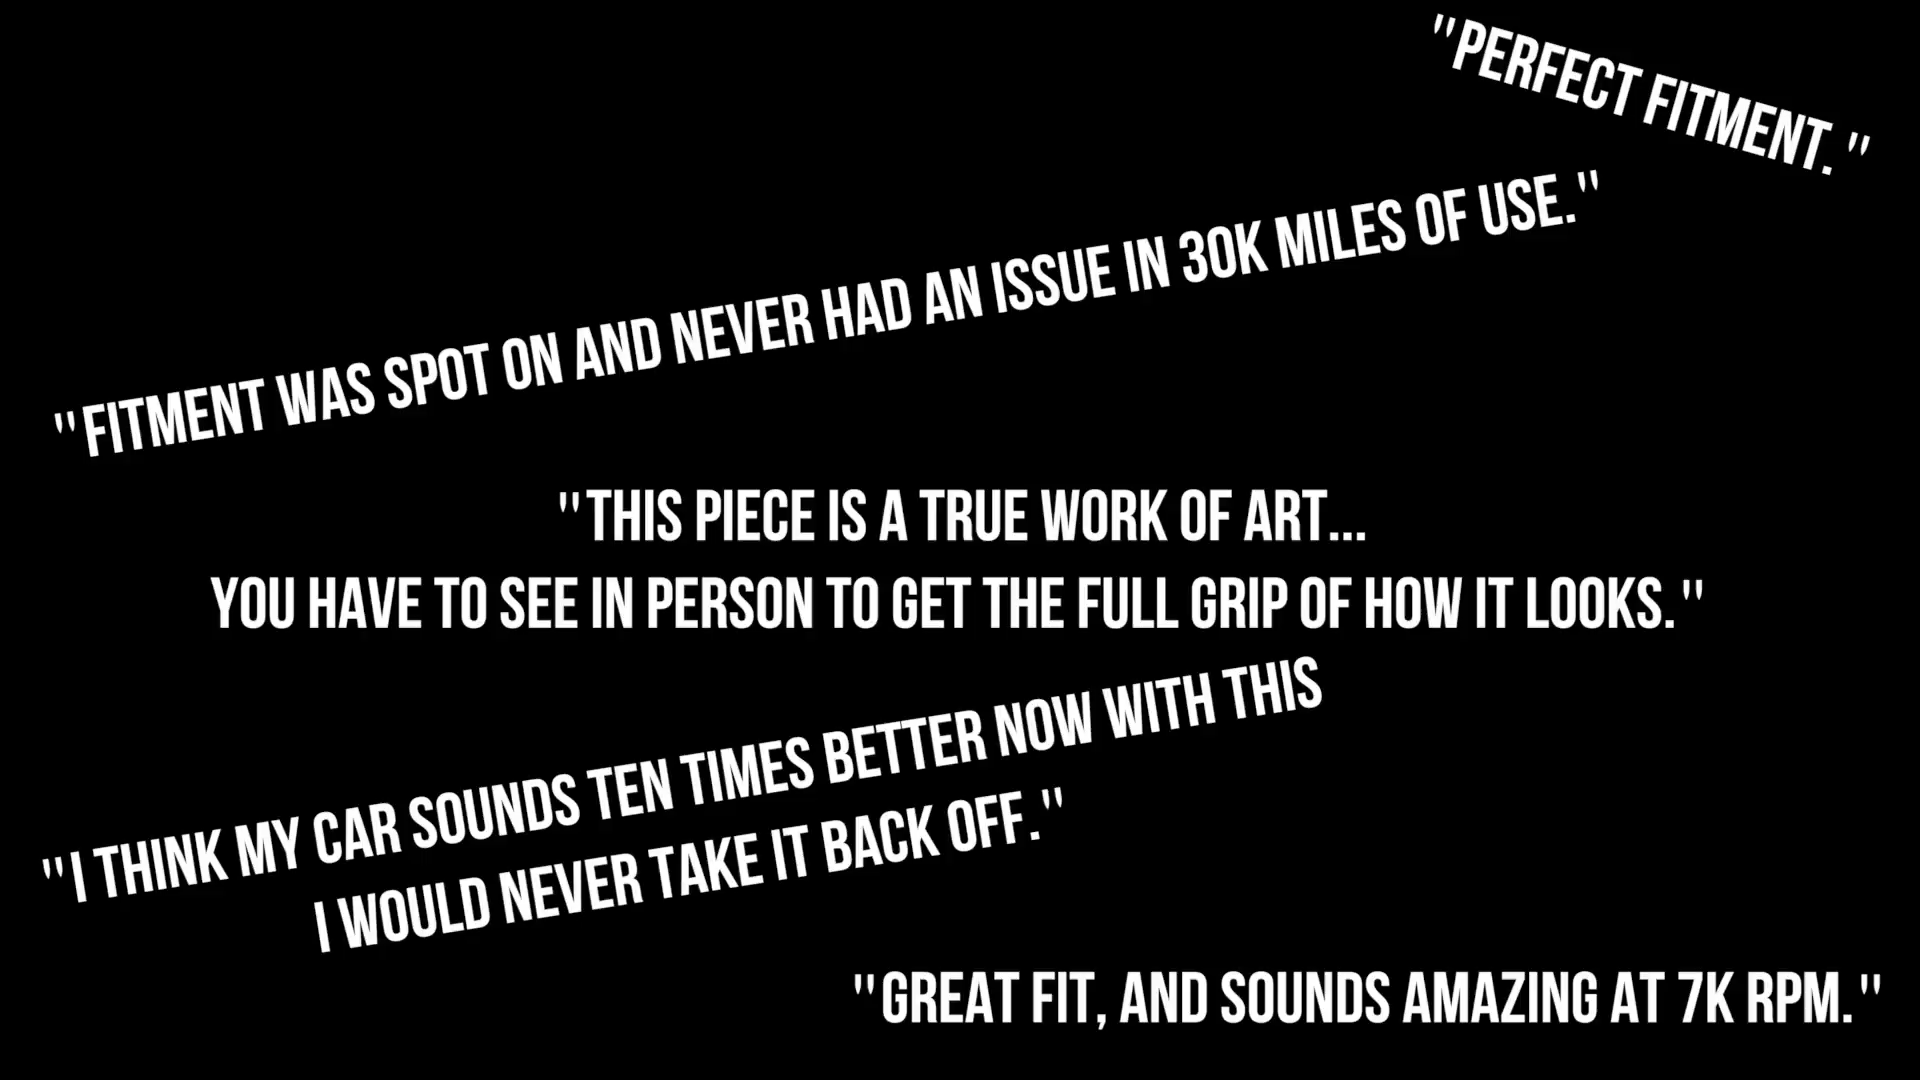 "PERFECT FITMENT."
"FITMENT WAS SPOT ON AND NEVER HAD AN ISSUE IN 30K MILES OF USE."
"THIS PIECE IS A TRUE WORK OF ART...
YOU HAVE TO SEE IN PERSON TO GET THE FULL GRIP OF HOW IT LOOKS."
"I THINK MY CAR SOUNDS TEN TIMES BETTER NOW WITH THIS
I WOULD NEVER TAKE IT BACK OFF."
"GREAT FIT, AND SOUNDS AMAZING AT 7K RPM."